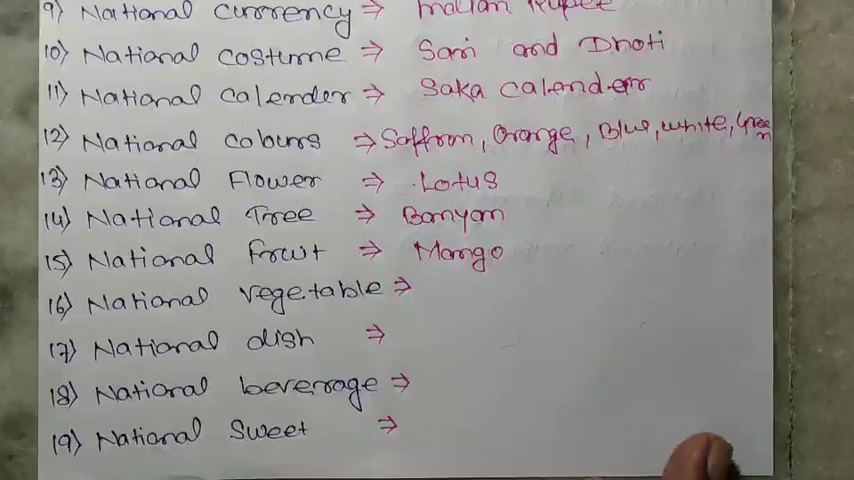 9) National currency ⇒ Indian Rupee
10) National costume ⇒ Sari and Dhoti
11) National calender ⇒ Saka calender
12) National colours ⇒ Saffron, Orange, Blue, white, Green
13) National Flower ⇒ Lotus
14) National Tree ⇒ Banyan
15) National Fruit ⇒ Mango
16) National vegetable ⇒
17) National dish ⇒
18) National beverage ⇒
19) National Sweet ⇒